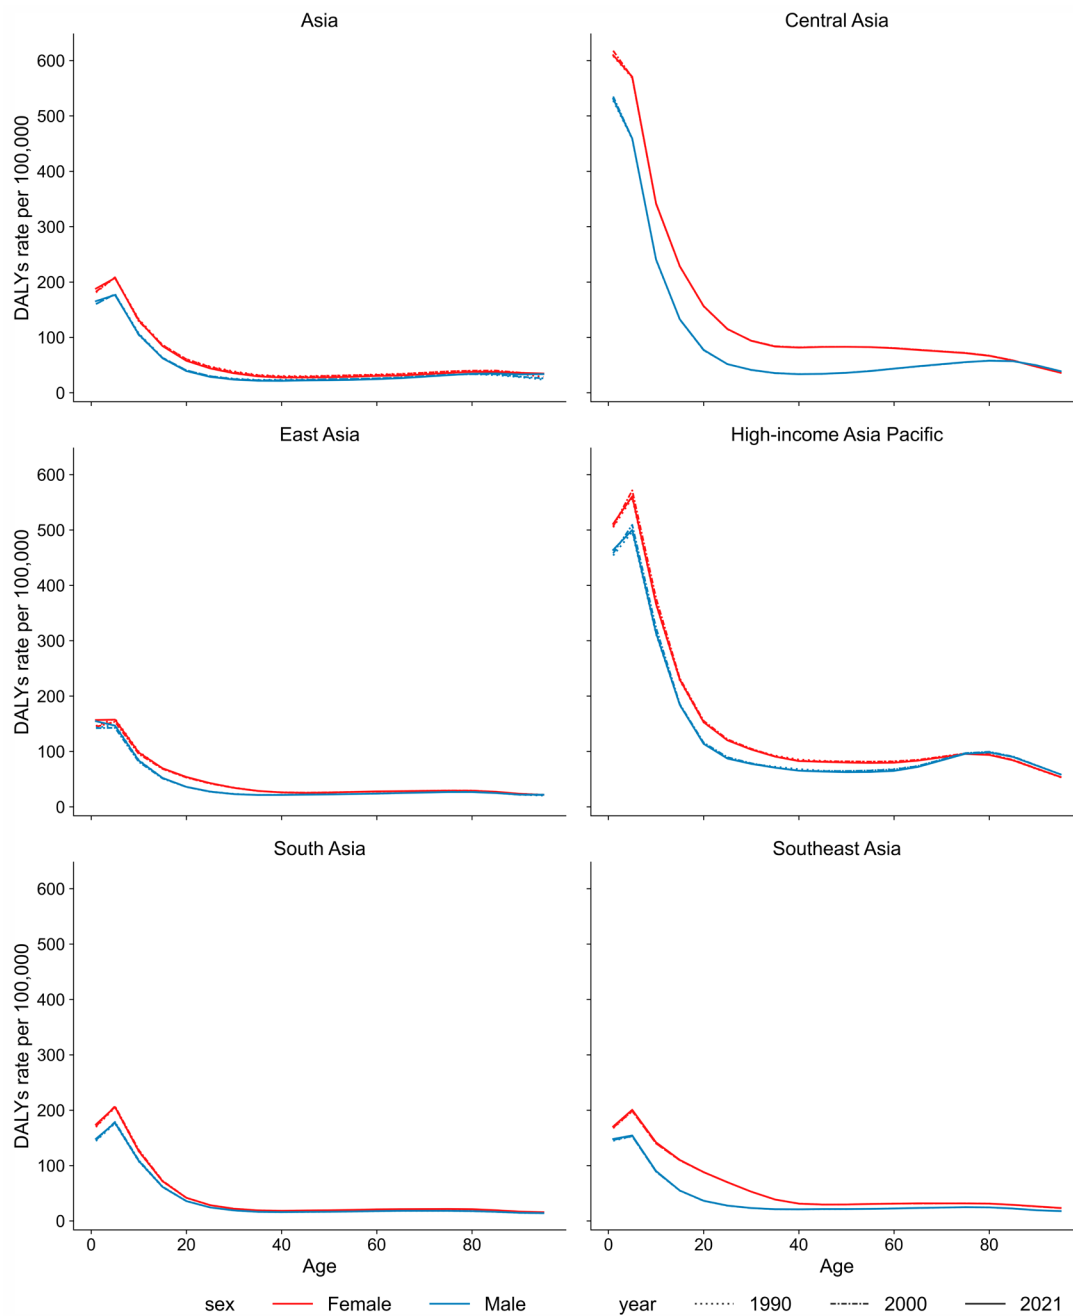 Asia
Central Asia
DALYs rate per 100,000
600
500
400
300
200
100
0
East Asia
High-income Asia Pacific
DALYs rate per 100,000
600
500
400
300
200
100
0
South Asia
Southeast Asia
DALYs rate per 100,000
600
500
400
300
200
100
0
0 20 40 60 80
0 20 40 60 80
Age
Age
sex Female Male year 1990 2000 2021